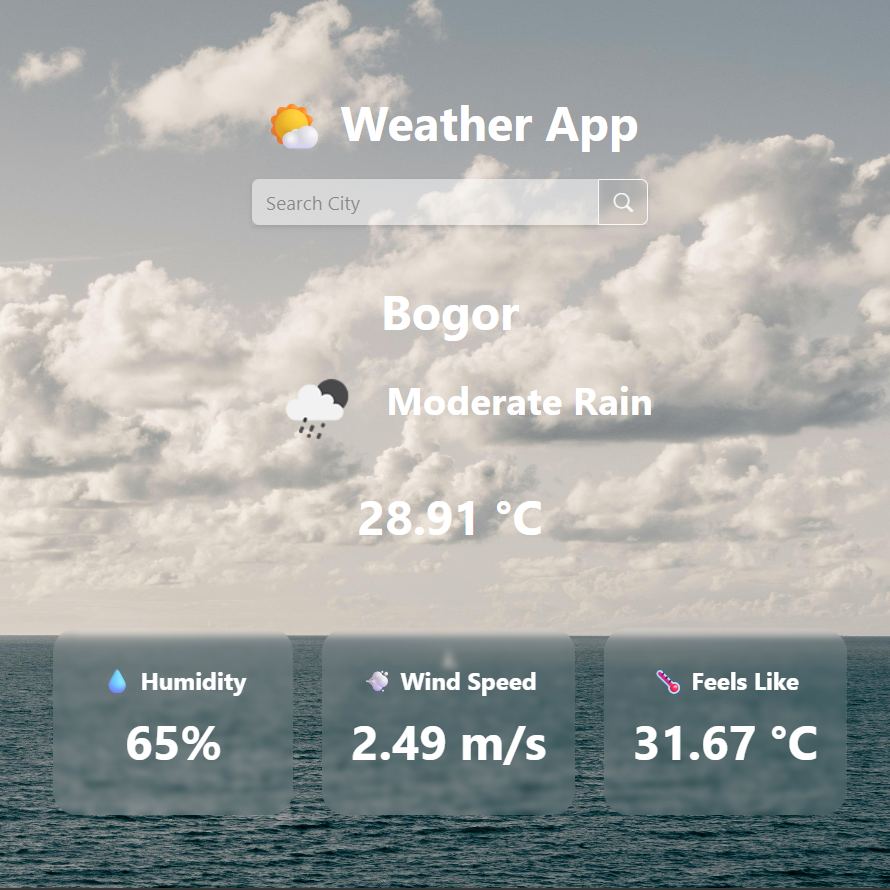 Weather App
Search City
Bogor
Moderate Rain
28.91 °C
Humidity
65%
Wind Speed
2.49 m/s
Feels Like
31.67 °C